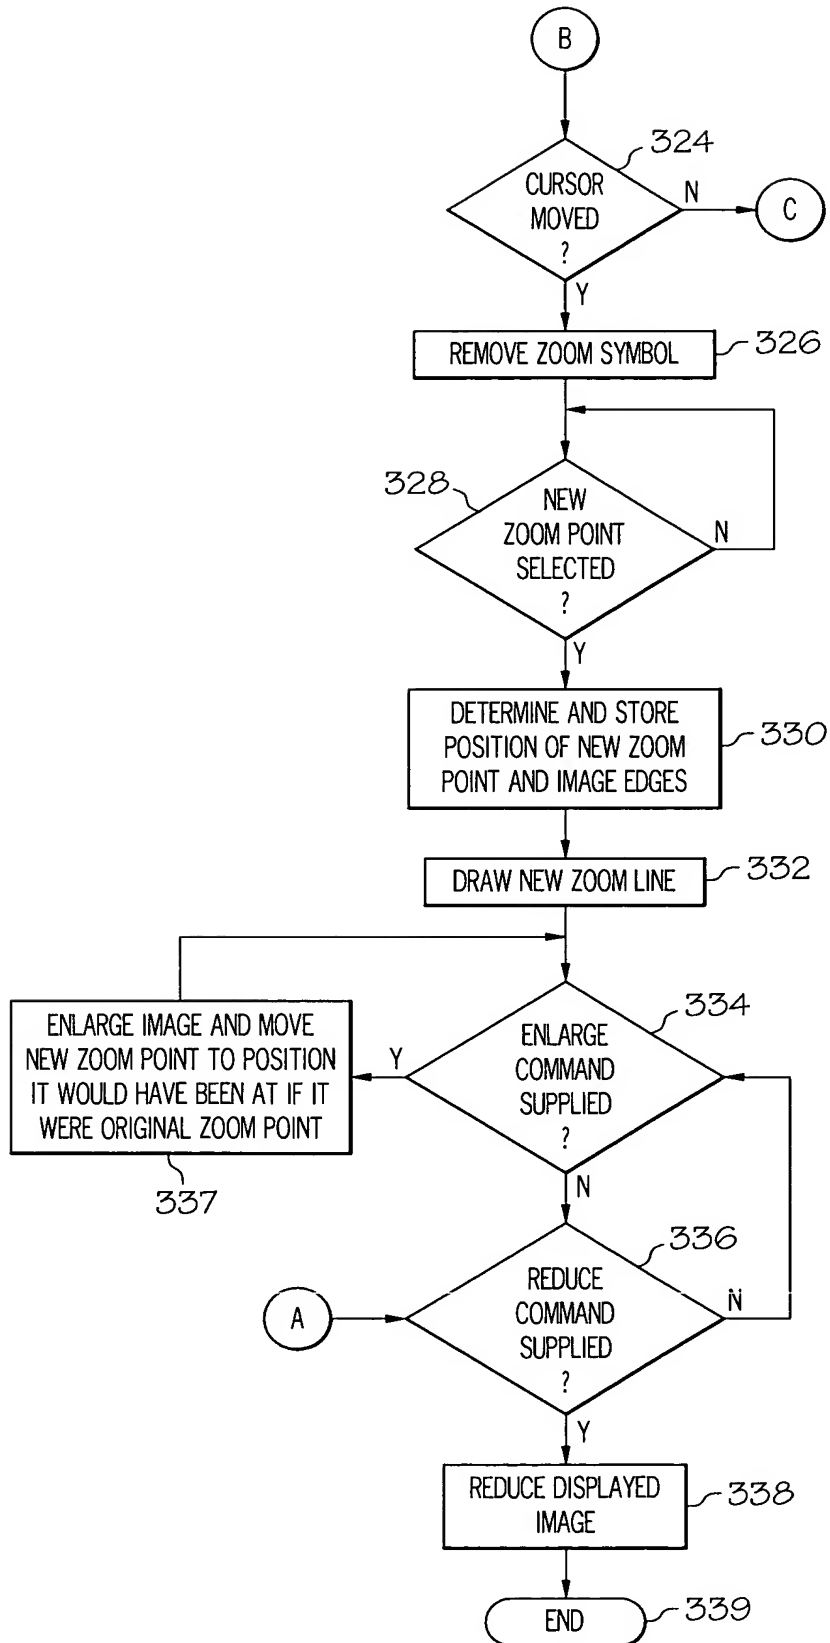 B
324
CURSOR
MOVED
?
N
C
Y
REMOVE ZOOM SYMBOL
326
328
NEW
ZOOM POINT
SELECTED
?
N
Y
DETERMINE AND STORE
POSITION OF NEW ZOOM
POINT AND IMAGE EDGES
330
DRAW NEW ZOOM LINE
332
334
ENLARGE IMAGE AND MOVE
NEW ZOOM POINT TO POSITION
IT WOULD HAVE BEEN AT IF IT
WERE ORIGINAL ZOOM POINT
337
Y
ENLARGE
COMMAND
SUPPLIED
?
N
336
A
REDUCE
COMMAND
SUPPLIED
?
N
Y
REDUCE DISPLAYED
IMAGE
338
END
339